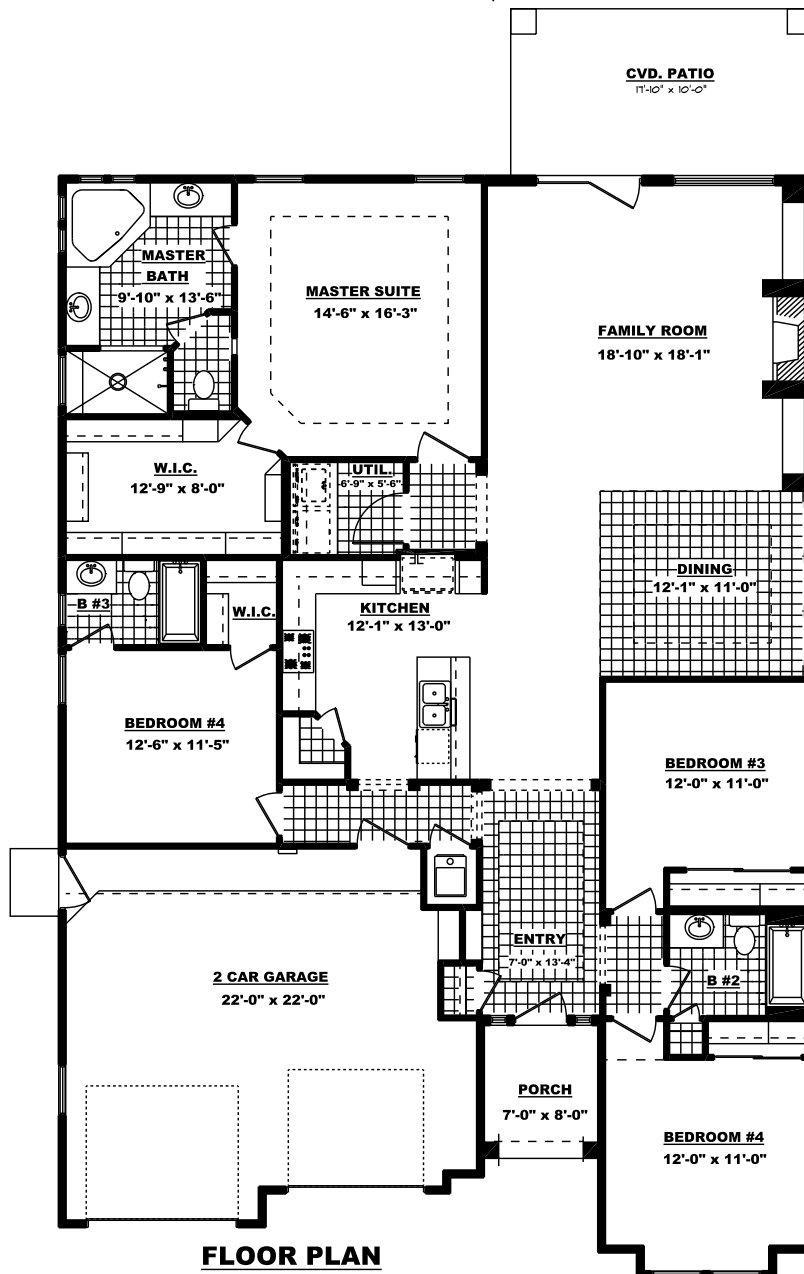 CVD. PATIO
17'-10" x 10'-0"
MASTER
BATH
9'-10" x 13'-6"
MASTER SUITE
14'-6" x 16'-3"
FAMILY ROOM
18'-10" x 18'-1"
W.I.C.
12'-9" x 8'-0"
UTIL.
6'-9" x 5'-6"
DINING
12'-1" x 11'-0"
B #3
W.I.C.
KITCHEN
12'-1" x 13'-0"
BEDROOM #4
12'-6" x 11'-5"
BEDROOM #3
12'-0" x 11'-0"
ENTRY
7'-0" x 13'-4"
B #2
2 CAR GARAGE
22'-0" x 22'-0"
PORCH
7'-0" x 8'-0"
BEDROOM #4
12'-0" x 11'-0"
FLOOR PLAN